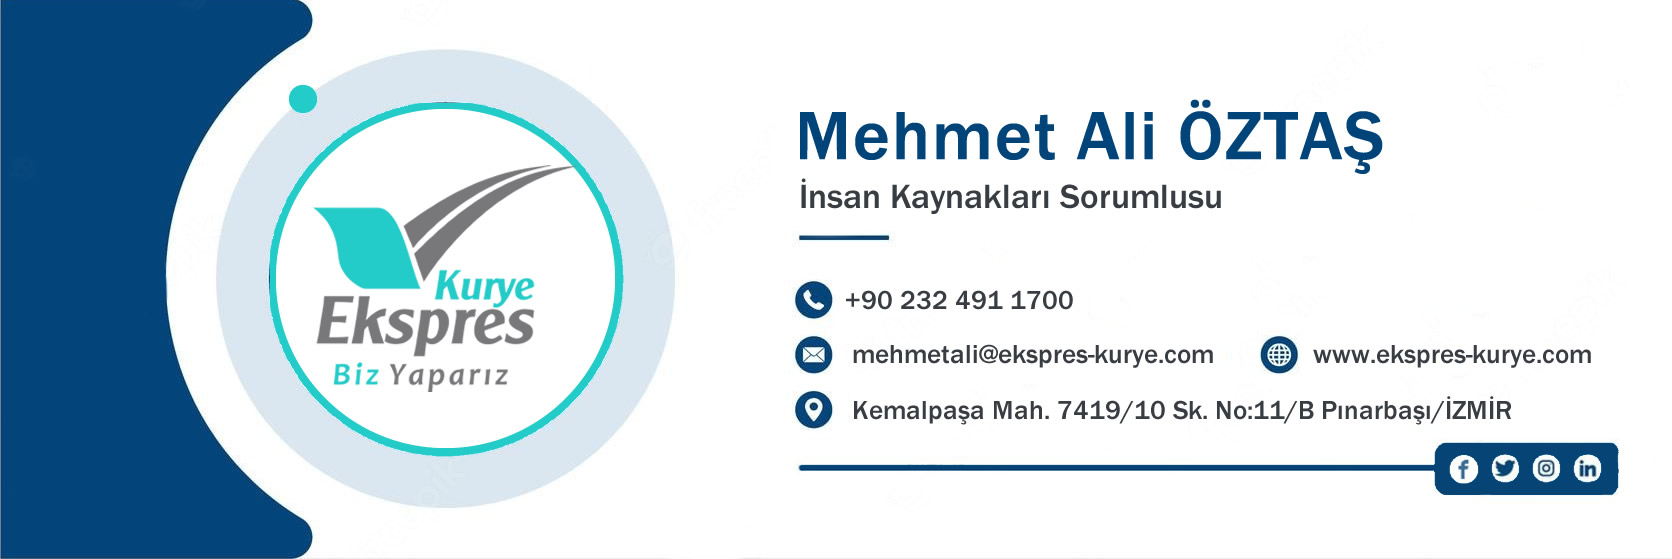 Kurye
Ekspres
Biz Yaparız
Mehmet Ali ÖZTAŞ
İnsan Kaynakları Sorumlusu
+90 232 491 1700
mehmetali@ekspres-kurye.com
www.ekspres-kurye.com
Kemalpaşa Mah. 7419/10 Sk. No:11/B Pınarbaşı/İZMİR